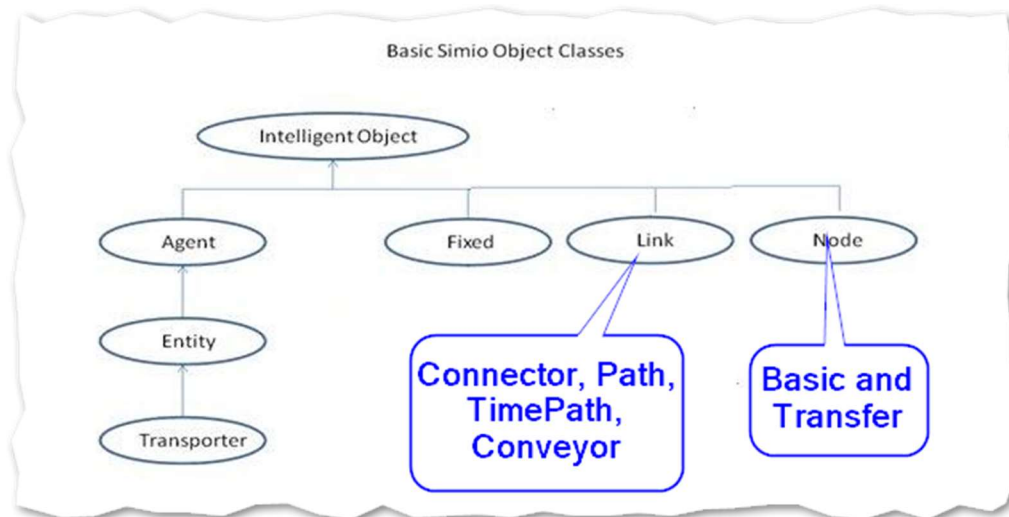 Basic Simio Object Classes
Intelligent Object
Agent
Fixed
Link
Node
Entity
Connector, Path,
TimePath,
Conveyor
Basic and
Transfer
Transporter